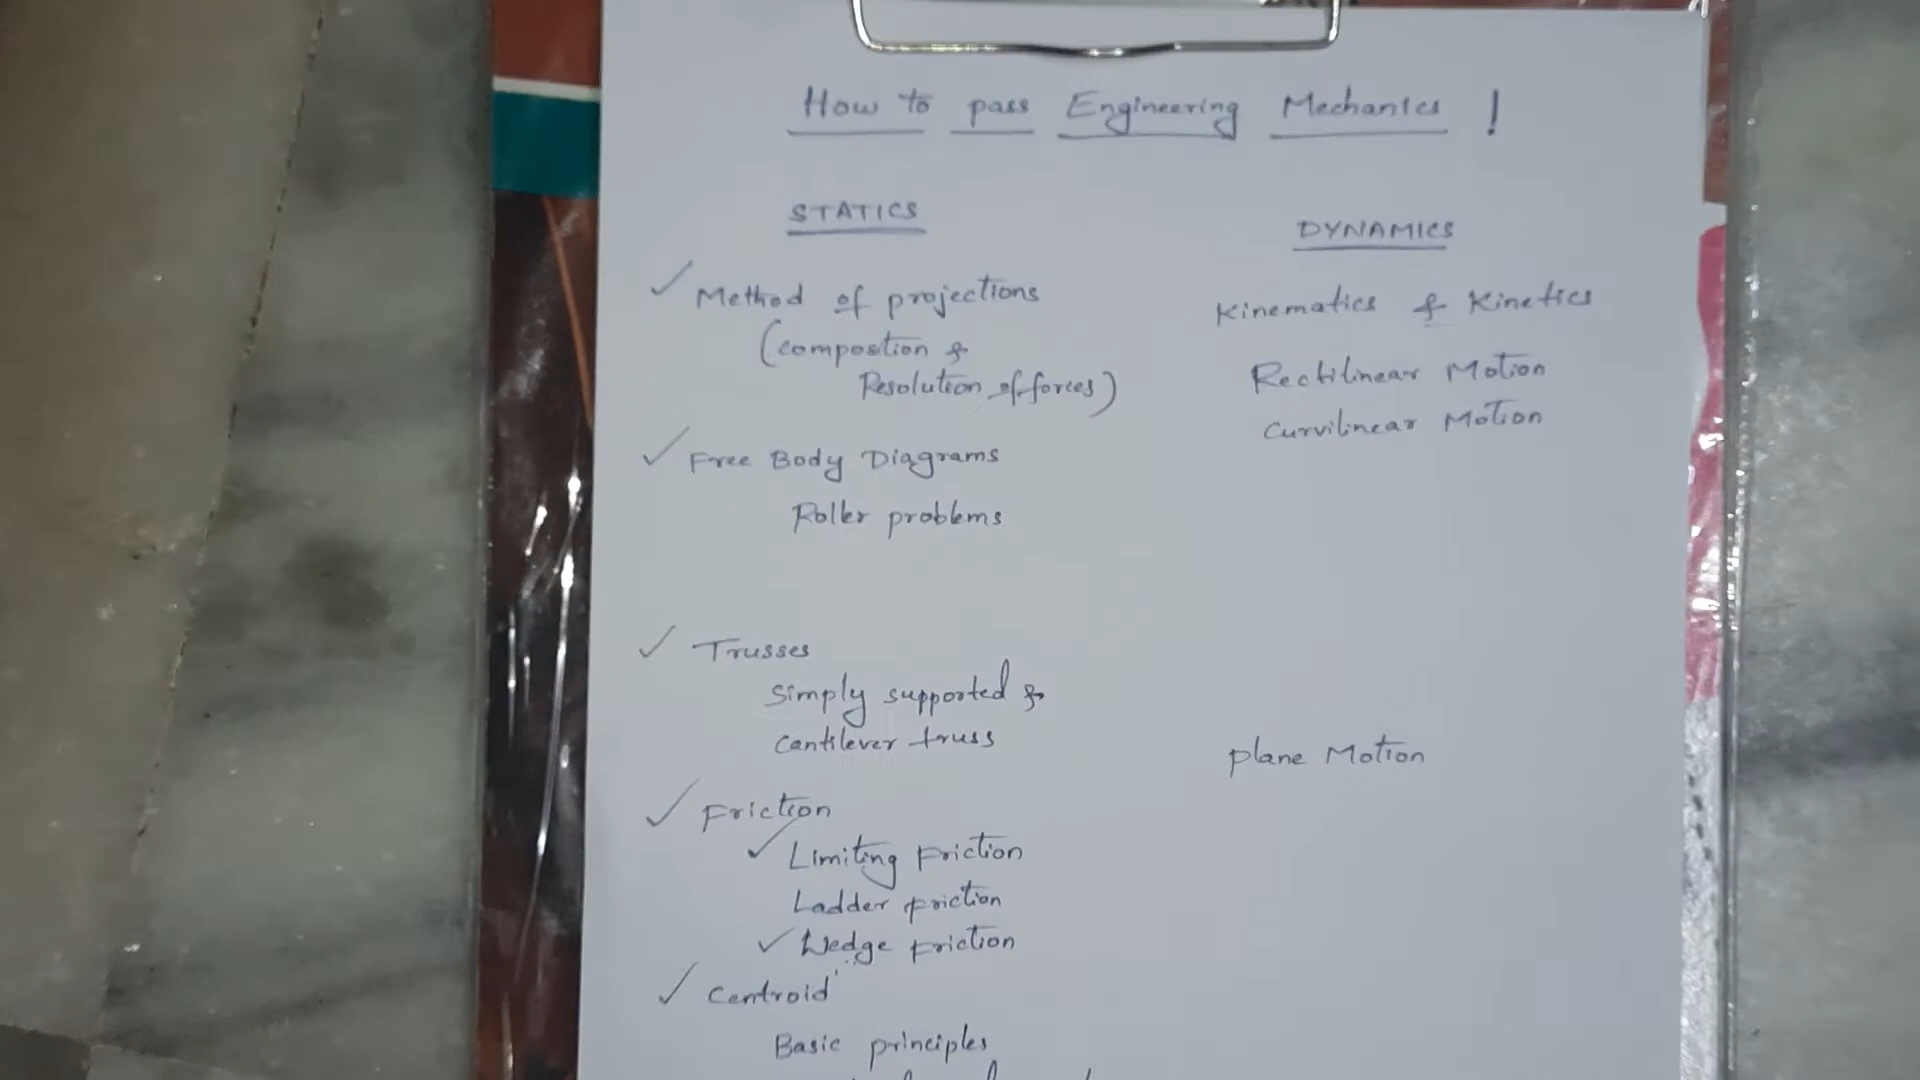 How to pass Engineering Mechanics !
STATICS
✓ Method of projections
(composition &
Resolution of forces)
✓ Free Body Diagrams
Roller problems
✓ Trusses
Simply supported &
Cantilever truss
✓ Friction
✓ Limiting Friction
Ladder Friction
✓ Wedge Friction
✓ Centroid
Basic principles
DYNAMICS
Kinematics & Kinetics
Rectilinear Motion
Curvilinear Motion
Plane Motion